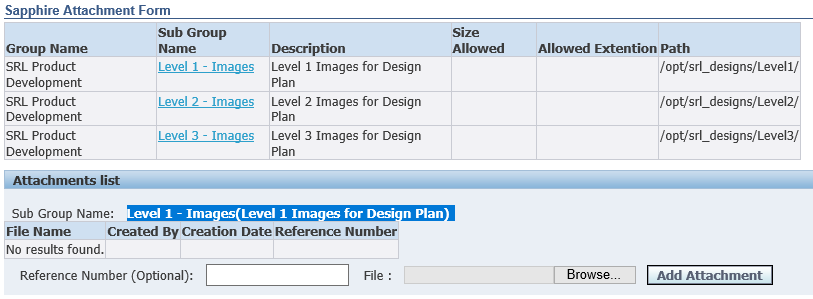 Sapphire Attachment Form
Group Name Sub Group Name Description Size Allowed Allowed Extention Path
SRL Product Development Level 1 - Images Level 1 Images for Design Plan /opt/srl_designs/Level1/
SRL Product Development Level 2 - Images Level 2 Images for Design Plan /opt/srl_designs/Level2/
SRL Product Development Level 3 - Images Level 3 Images for Design Plan /opt/srl_designs/Level3/
Attachments list
Sub Group Name: Level 1 - Images(Level 1 Images for Design Plan)
File Name Created By Creation Date Reference Number
No results found.
Reference Number (Optional): File : Browse... Add Attachment